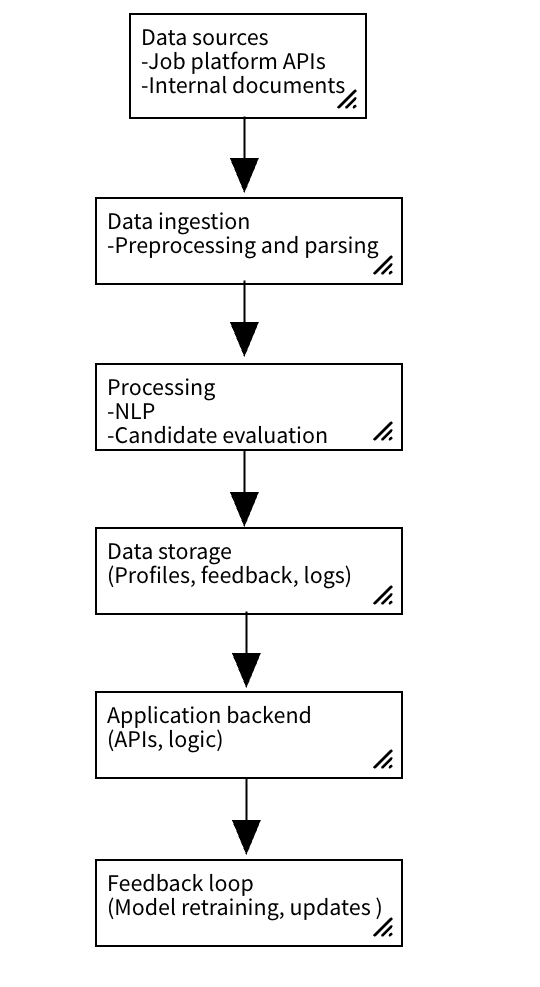 Data sources
-Job platform APIs
-Internal documents
Data ingestion
-Preprocessing and parsing
Processing
-NLP
-Candidate evaluation
Data storage
(Profiles, feedback, logs)
Application backend
(APIs, logic)
Feedback loop
(Model retraining, updates )